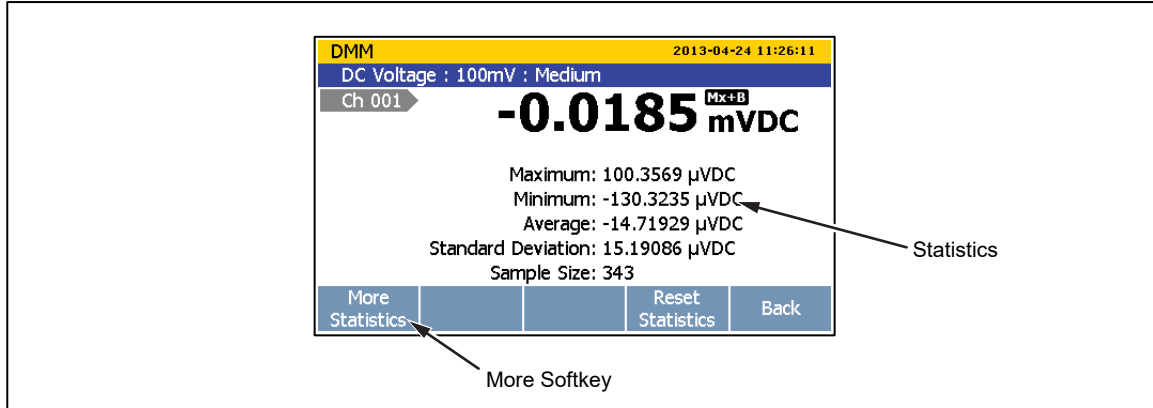 DMM 2013-04-24 11:26:11
DC Voltage : 100mV : Medium
Ch 001
-0.0185 Mx+B mVDC
Maximum: 100.3569 µVDC
Minimum: -130.3235 µVDC
Average: -14.71929 µVDC
Standard Deviation: 15.19086 µVDC
Sample Size: 343
Statistics
More Statistics
Reset Statistics
Back
More Softkey